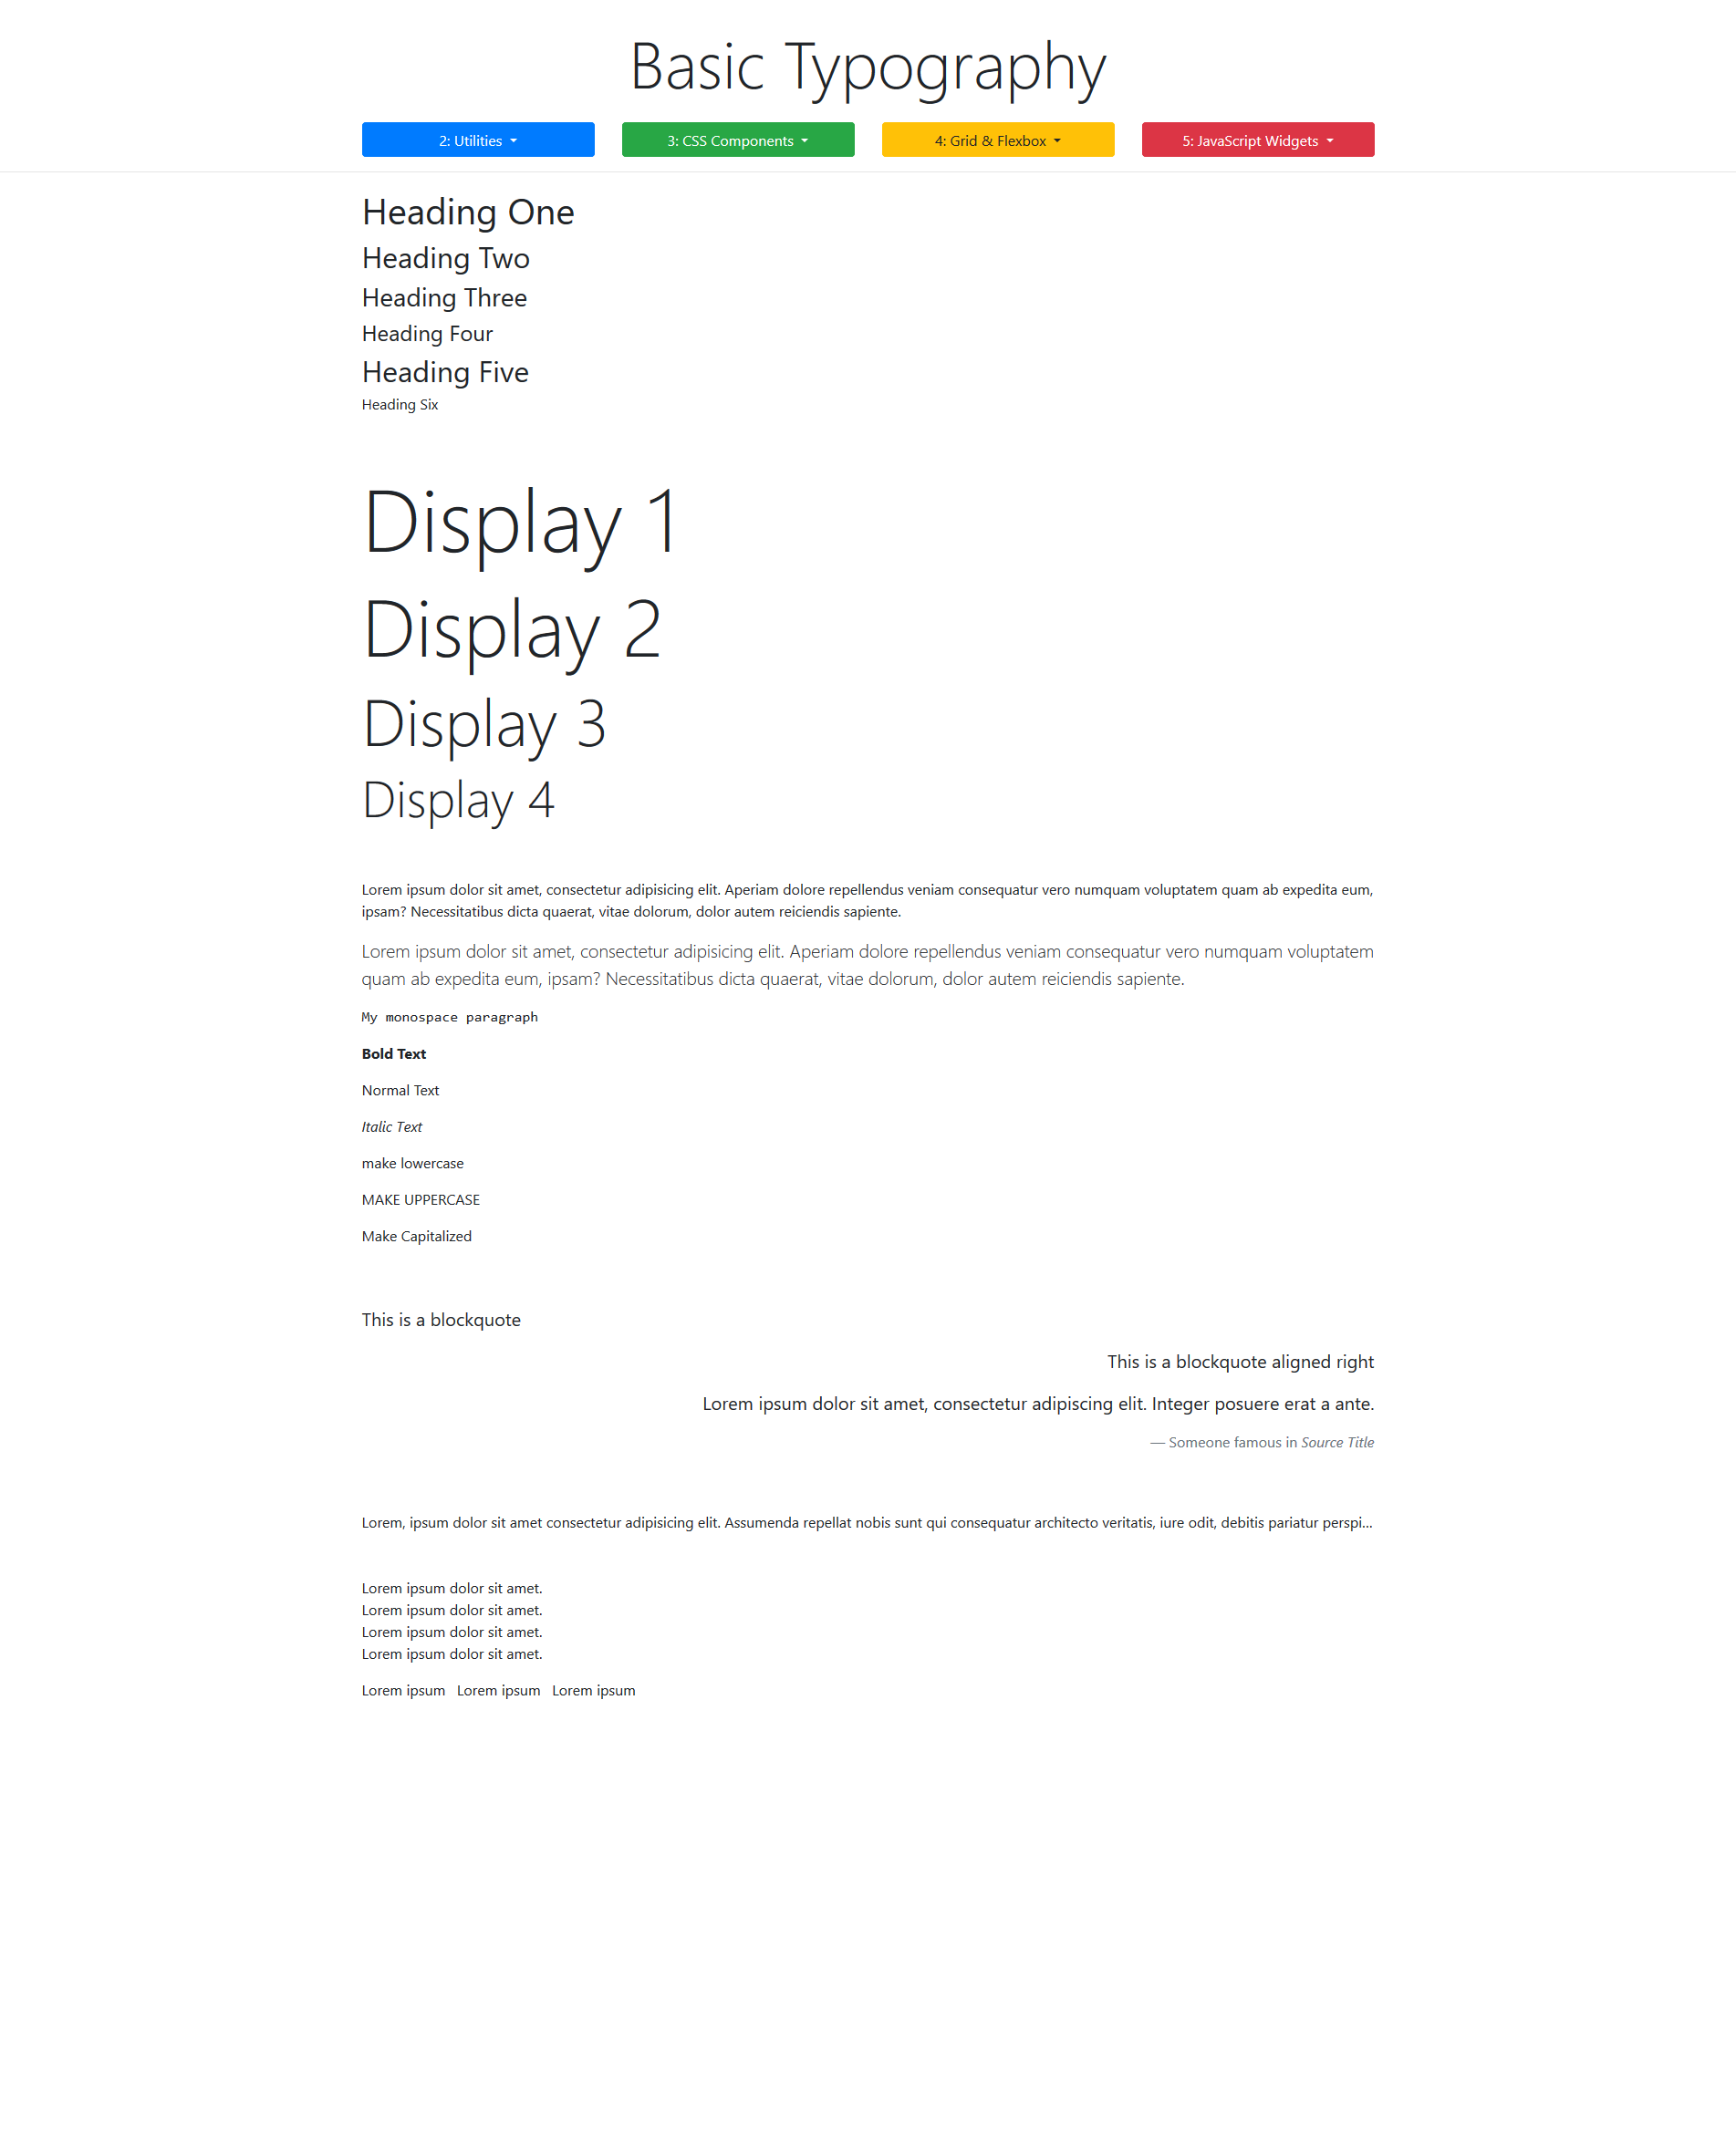 Basic Typography
2: Utilities
3: CSS Components
4: Grid & Flexbox
5: JavaScript Widgets
Heading One
Heading Two
Heading Three
Heading Four
Heading Five
Heading Six
Display 1
Display 2
Display 3
Display 4
Lorem ipsum dolor sit amet, consectetur adipisicing elit. Aperiam dolore repellendus veniam consequatur vero numquam voluptatem quam ab expedita eum,
ipsam? Necessitatibus dicta quaerat, vitae dolorum, dolor autem reiciendis sapiente.
Lorem ipsum dolor sit amet, consectetur adipisicing elit. Aperiam dolore repellendus veniam consequatur vero numquam voluptatem
quam ab expedita eum, ipsam? Necessitatibus dicta quaerat, vitae dolorum, dolor autem reiciendis sapiente.
My monospace paragraph
Bold Text
Normal Text
Italic Text
make lowercase
MAKE UPPERCASE
Make Capitalized
This is a blockquote
This is a blockquote aligned right
Lorem ipsum dolor sit amet, consectetur adipiscing elit. Integer posuere erat a ante.
— Someone famous in Source Title
Lorem, ipsum dolor sit amet consectetur adipisicing elit. Assumenda repellat nobis sunt qui consequatur architecto veritatis, iure odit, debitis pariatur perspi...
Lorem ipsum dolor sit amet.
Lorem ipsum dolor sit amet.
Lorem ipsum dolor sit amet.
Lorem ipsum dolor sit amet.
Lorem ipsum Lorem ipsum Lorem ipsum